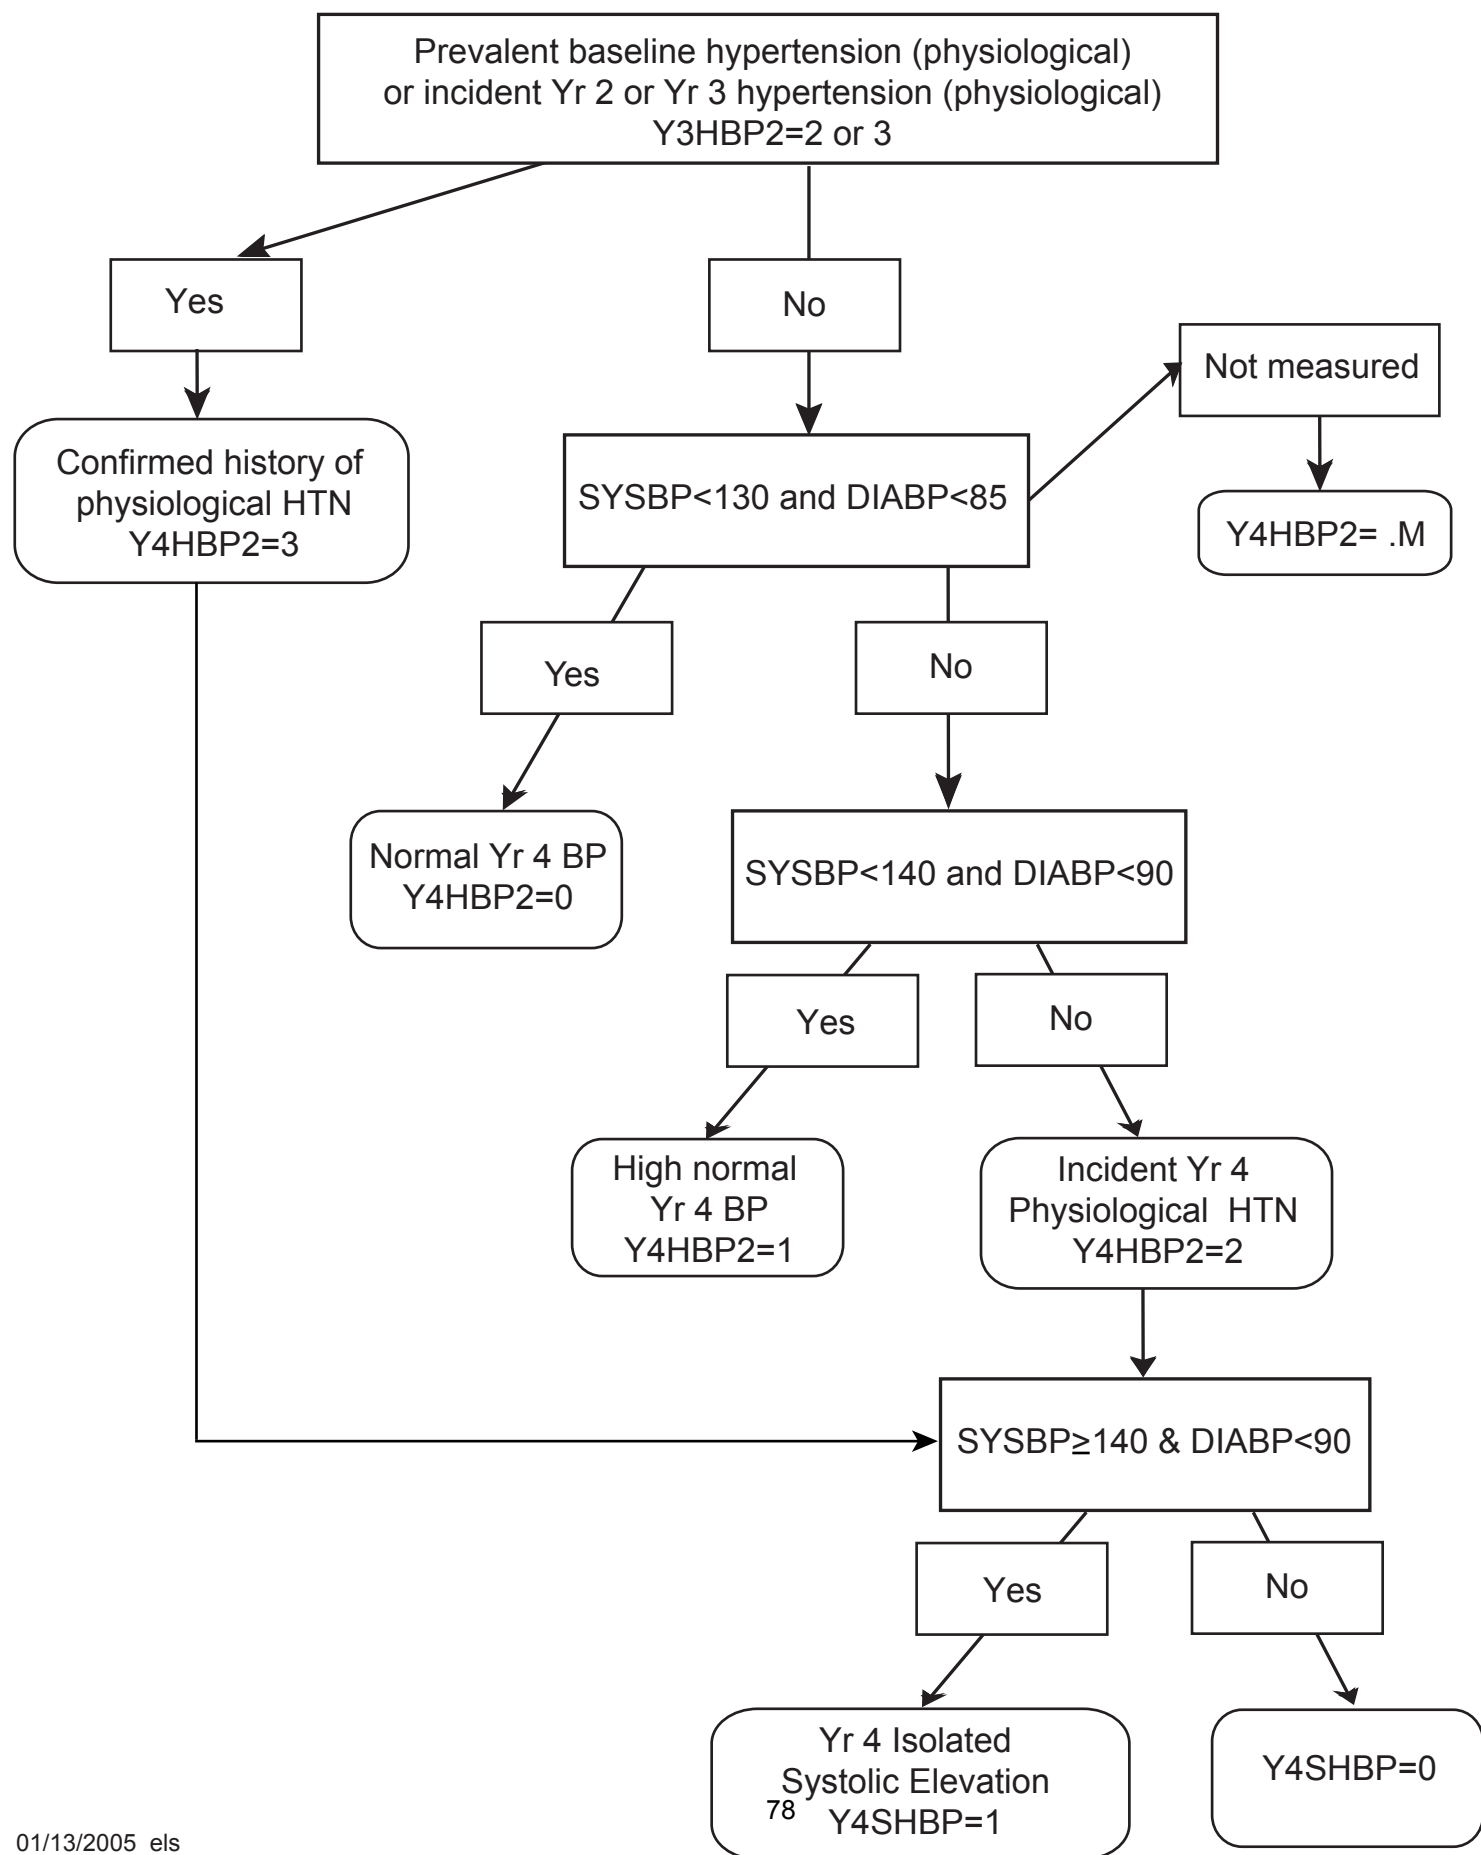 Prevalent baseline hypertension (physiological)
or incident Yr 2 or Yr 3 hypertension (physiological)
Y3HBP2=2 or 3
Yes
No
Not measured
Confirmed history of
physiological HTN
Y4HBP2=3
SYSBP<130 and DIABP<85
Y4HBP2= .M
Yes
No
Normal Yr 4 BP
Y4HBP2=0
SYSBP<140 and DIABP<90
Yes
No
High normal
Yr 4 BP
Y4HBP2=1
Incident Yr 4
Physiological  HTN
Y4HBP2=2
SYSBP≥140 & DIABP<90
Yes
No
Yr 4 Isolated
Systolic Elevation
Y4SHBP=1
Y4SHBP=0
78
01/13/2005  els